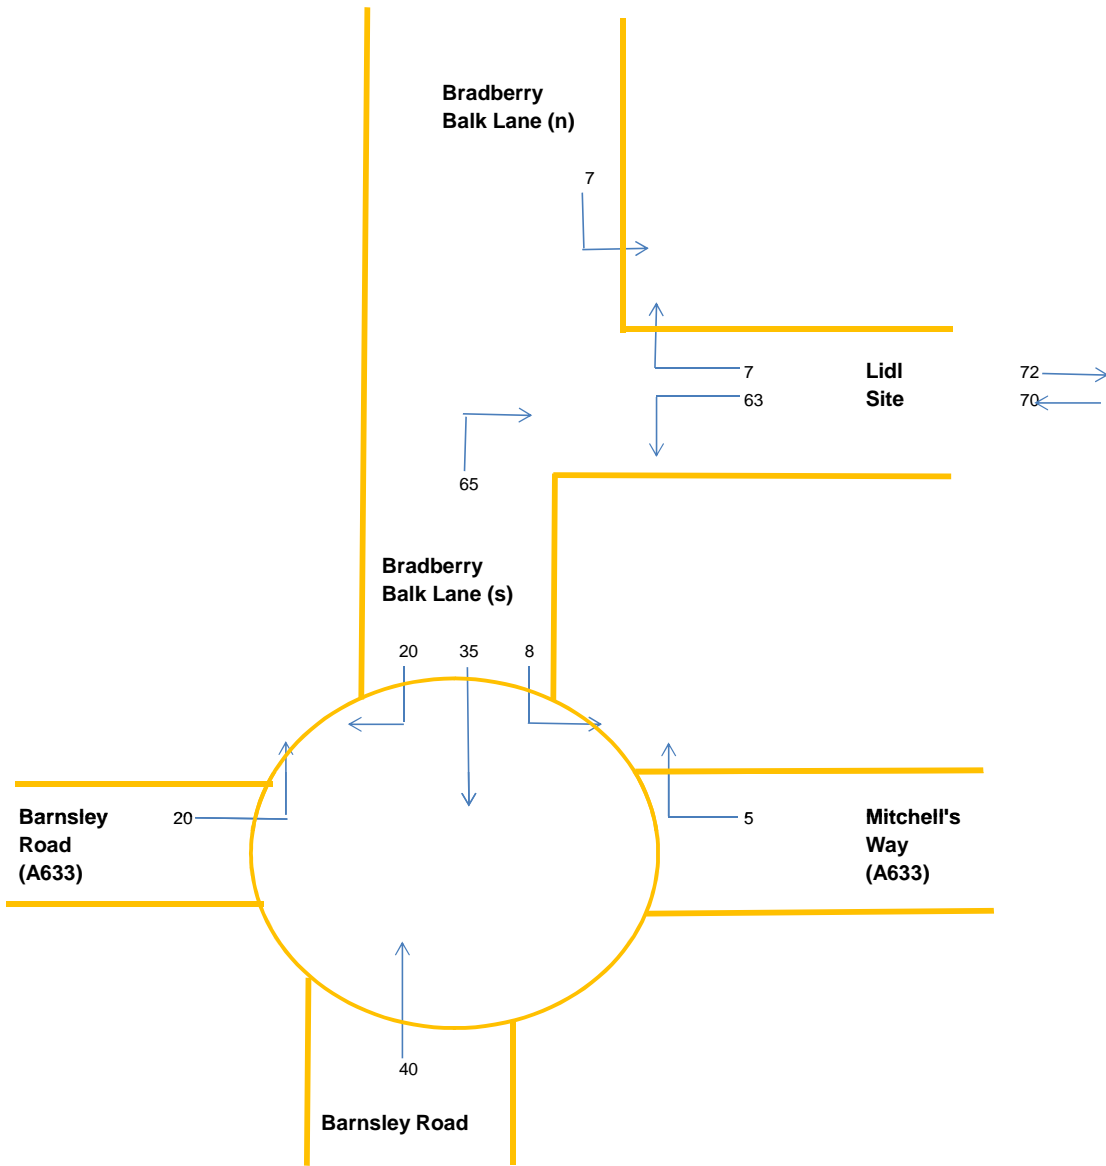 Bradberry
Balk Lane (n)
7
7
Lidl
72
63
Site
70
65
Bradberry
Balk Lane (s)
20 35 8
Barnsley
20
5
Mitchell's
Road
Way
(A633)
(A633)
40
Barnsley Road